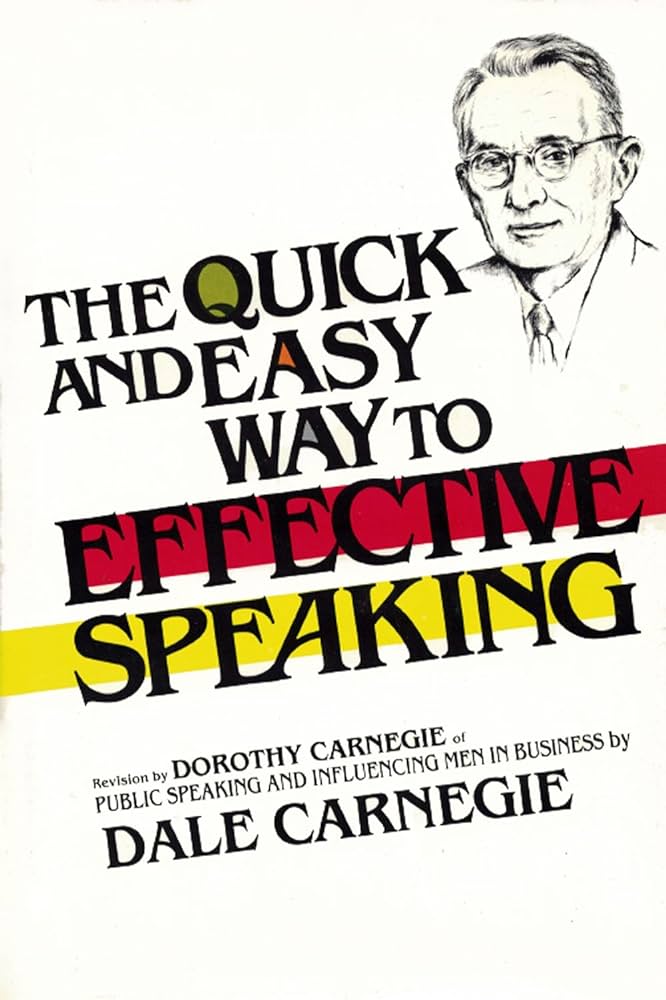 THE QUICK
AND EASY
WAY TO
EFFECTIVE
SPEAKING
Revision by DOROTHY CARNEGIE of
PUBLIC SPEAKING AND INFLUENCING MEN IN BUSINESS by
DALE CARNEGIE